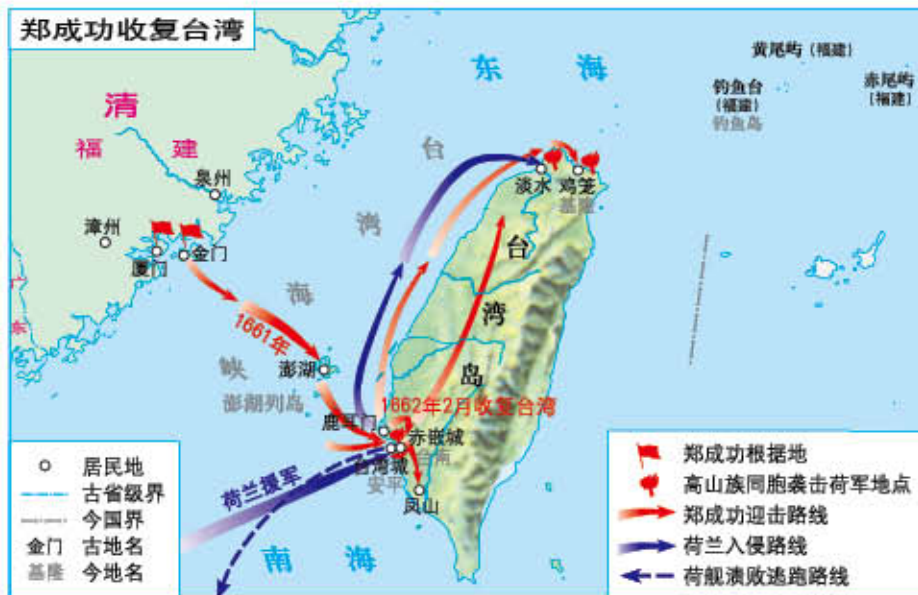 郑成功收复台湾
东海
黄尾屿(福建)
钓鱼台
(福建)
钓鱼岛
赤尾屿
(福建)
清
福建
台湾海峡
泉州
淡水
鸡笼
基隆
漳州
厦门
金门
台湾岛
广东
1661年
澎湖
澎湖列岛
1662年2月收复台湾
鹿耳门
赤嵌城
台南
台湾城
安平
荷兰援军
凤山
南海
居民地
古省级界
今国界
金门 古地名
基隆 今地名
郑成功根据地
高山族同胞袭击荷军地点
郑成功迎击路线
荷兰入侵路线
荷舰溃败逃跑路线